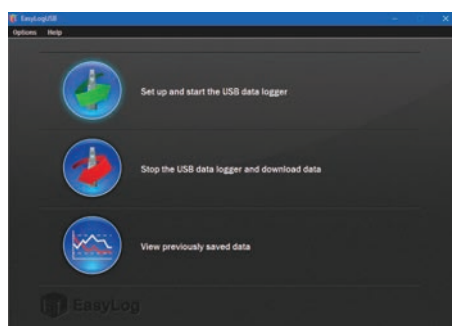 EasyLogUSB
Options Help
Set up and start the USB data logger
Stop the USB data logger and download data
View previously saved data
EasyLog